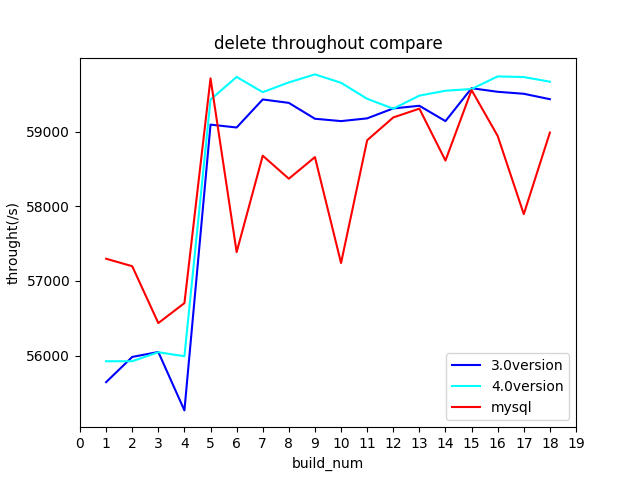 delete throughout compare
throught(/s)
59000
58000
57000
56000
0 1 2 3 4 5 6 7 8 9 10 11 12 13 14 15 16 17 18 19
build_num
3.0version
4.0version
mysql